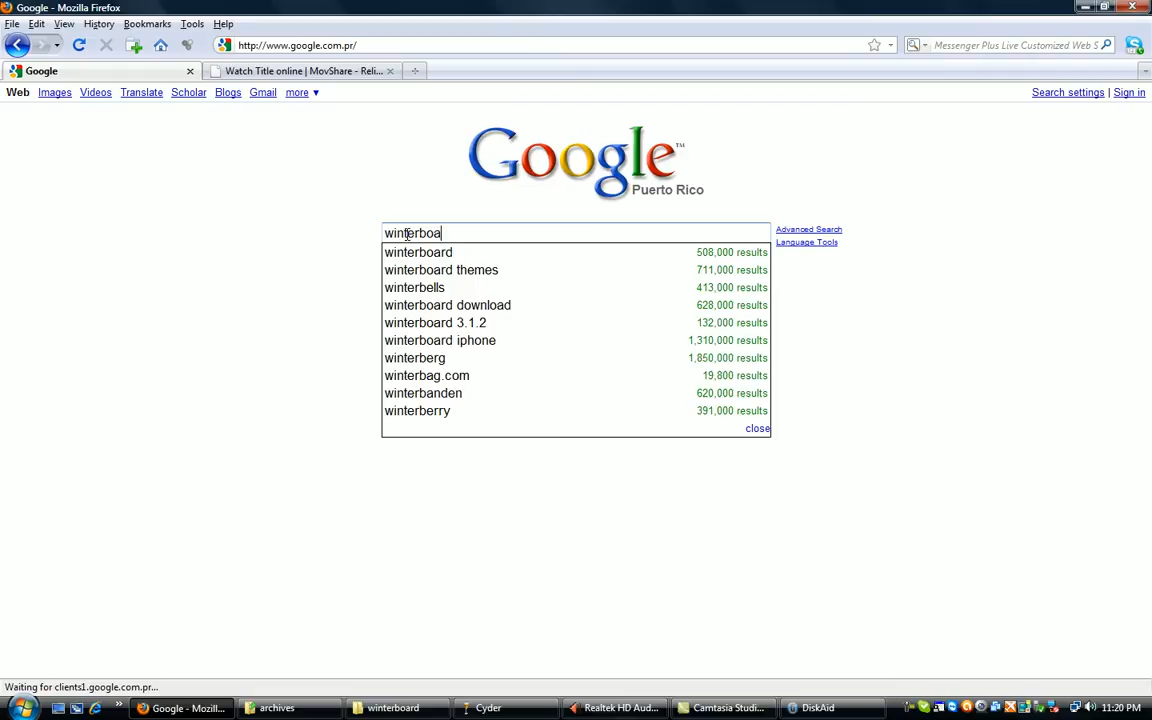 Google - Mozilla Firefox
File Edit View History Bookmarks Tools Help
http://www.google.com.pr/ Messenger Plus Live Customized Web S
Google Watch Title online | MovShare - Reli...
Web Images Videos Translate Scholar Blogs Gmail more ▼ Search settings | Sign in
Google™
Puerto Rico
winterboa Advanced Search
Language Tools
winterboard 508,000 results
winterboard themes 711,000 results
winterbells 413,000 results
winterboard download 628,000 results
winterboard 3.1.2 132,000 results
winterboard iphone 1,310,000 results
winterberg 1,850,000 results
winterbag.com 19,800 results
winterbanden 620,000 results
winterberry 391,000 results
close
Waiting for clients1.google.com.pr...
Google - Mozill... archives winterboard Cyder Realtek HD Aud... Camtasia Studi... DiskAid 11:20 PM